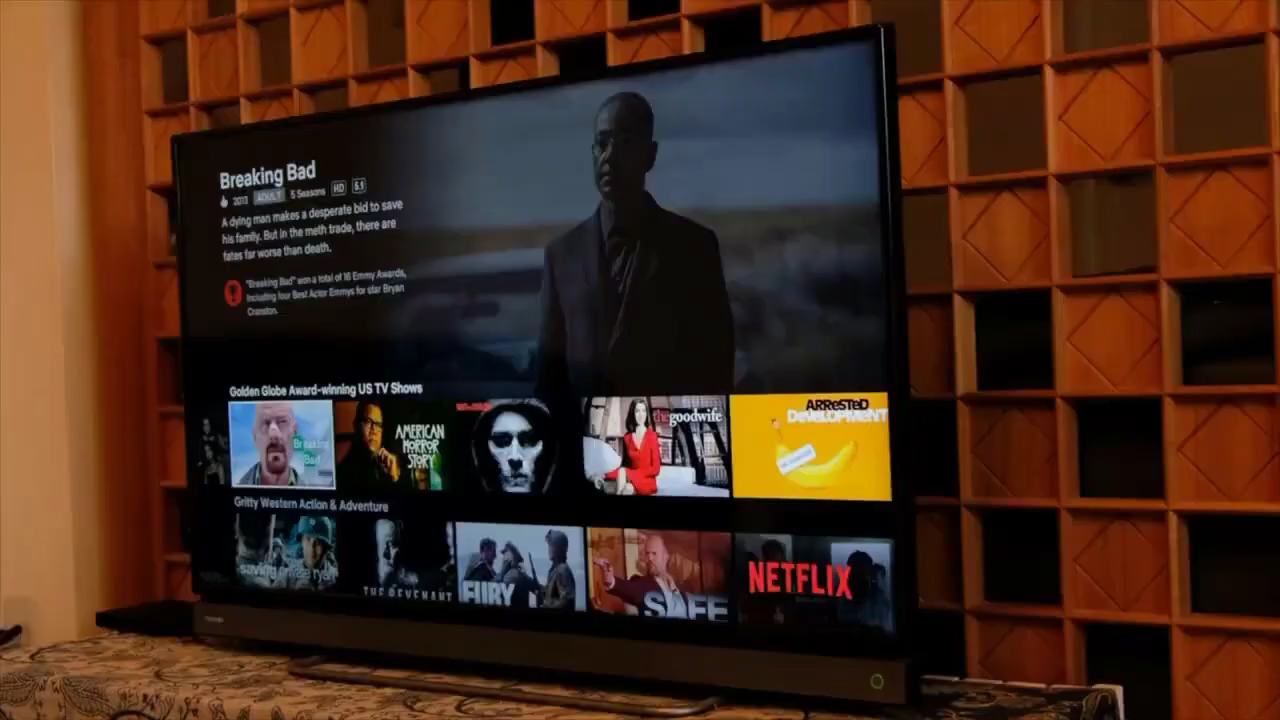 Breaking Bad
2013 ADULT 5 Seasons HD 5.1
A dying man makes a desperate bid to save
his family. But in the meth trade, there are
fates far worse than death.
"Breaking Bad" won a total of 16 Emmy Awards,
including four Best Actor Emmys for star Bryan
Cranston.
Golden Globe Award-winning US TV Shows
Breaking
Bad
AMERICAN
HORROR
STORY
thegoodwife
ARReSTeD
DeVeLOPMENT
Gritty Western Action & Adventure
saving private ryan
THE REVENANT
FURY
SAFE
NETFLIX
TOSHIBA